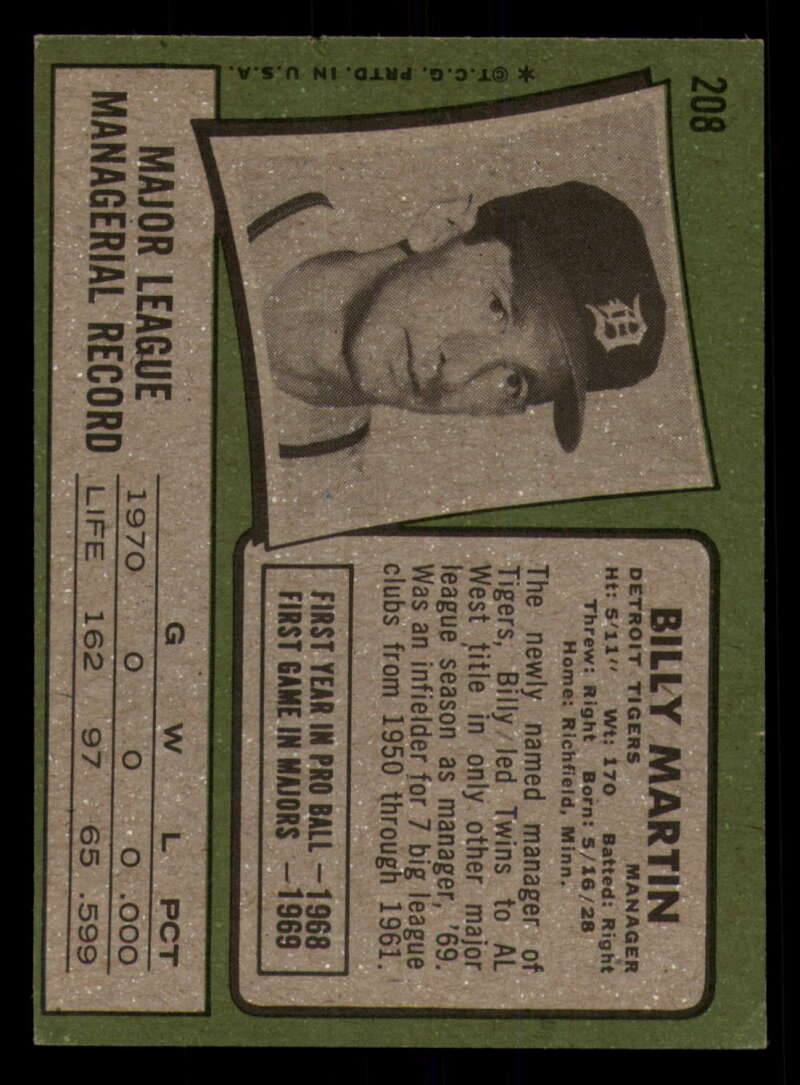 208
BILLY MARTIN
DETROIT TIGERS MANAGER
Ht: 5/11" Wt: 170 Batted: Right
Threw: Right Born: 5/16/28
Home: Richfield, Minn.
The newly named manager of
Tigers, Billy led Twins to AL
West title in only other major
league season as manager, '69.
Was an infielder for 7 big league
clubs from 1950 through 1961.
FIRST YEAR IN PRO BALL —1968
FIRST GAME IN MAJORS —1969
MAJOR LEAGUE
MANAGERIAL RECORD
G W L PCT
1970 0 0 0 .000
LIFE 162 97 65 .599
*©T.C.G. PRTD. IN U.S.A.
D